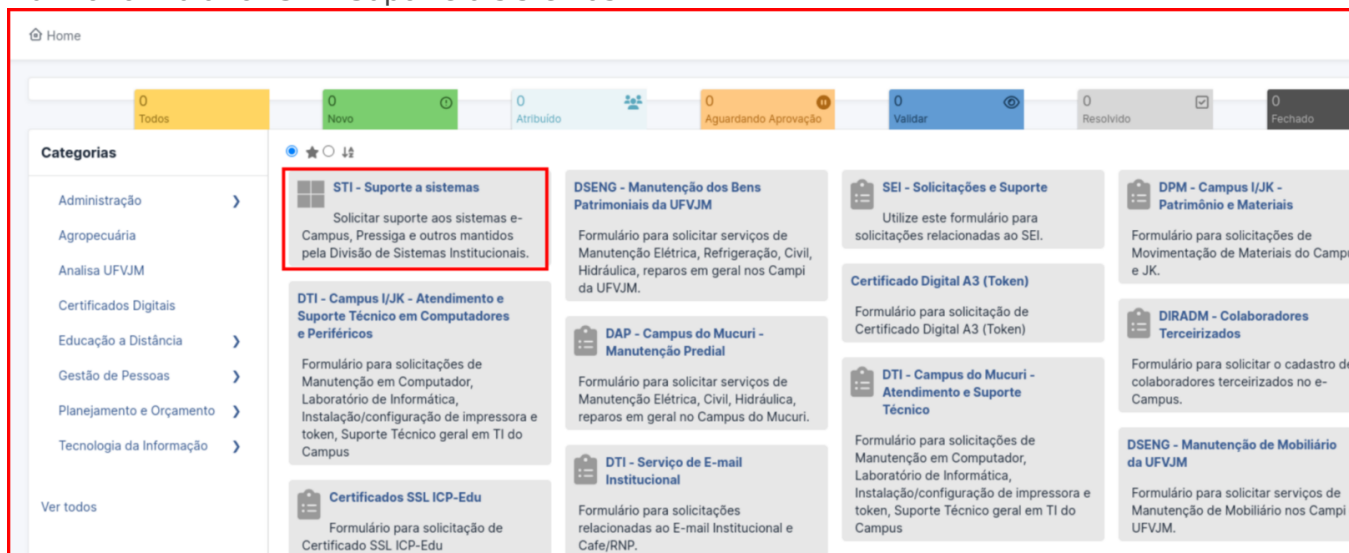 Home
0
Todos
0
Novo
0
Atribuído
0
Aguardando Aprovação
0
Validar
0
Resolvido
0
Fechado
Categorias
Administração
Agropecuária
Analisa UFVJM
Certificados Digitais
Educação a Distância
Gestão de Pessoas
Planejamento e Orçamento
Tecnologia da Informação
Ver todos
STI - Suporte a sistemas
Solicitar suporte aos sistemas e-
Campus, Pressiga e outros mantidos
pela Divisão de Sistemas Institucionais.
DTI - Campus I/JK - Atendimento e
Suporte Técnico em Computadores
e Periféricos
Formulário para solicitações de
Manutenção em Computador,
Laboratório de Informática,
Instalação/configuração de impressora e
token, Suporte Técnico geral em TI do
Campus
Certificados SSL ICP-Edu
Formulário para solicitação de
Certificado SSL ICP-Edu
DSENG - Manutenção dos Bens
Patrimoniais da UFVJM
Formulário para solicitar serviços de
Manutenção Elétrica, Refrigeração, Civil,
Hidráulica, reparos em geral nos Campi
da UFVJM.
DAP - Campus do Mucuri -
Manutenção Predial
Formulário para solicitar serviços de
Manutenção Elétrica, Civil, Hidráulica,
reparos em geral no Campus do Mucuri.
DTI - Serviço de E-mail
Institucional
Formulário para solicitações
relacionadas ao E-mail Institucional e
Cafe/RNP.
SEI - Solicitações e Suporte
Utilize este formulário para
solicitações relacionadas ao SEI.
Certificado Digital A3 (Token)
Formulário para solicitação de
Certificado Digital A3 (Token)
DTI - Campus do Mucuri -
Atendimento e Suporte
Técnico
Formulário para solicitações de
Manutenção em Computador,
Laboratório de Informática,
Instalação/configuração de impressora e
token, Suporte Técnico geral em TI do
Campus
DPM - Campus I/JK -
Patrimônio e Materiais
Formulário para solicitações de
Movimentação de Materiais do
e JK.
DIRADM - Colaboradores
Terceirizados
Formulário para solicitar o cadastro de
colaboradores terceirizados no e-
Campus.
DSENG - Manutenção de Mobiliário
da UFVJM
Formulário para solicitar serviços de
Manutenção de Mobiliário nos Campi
UFVJM.